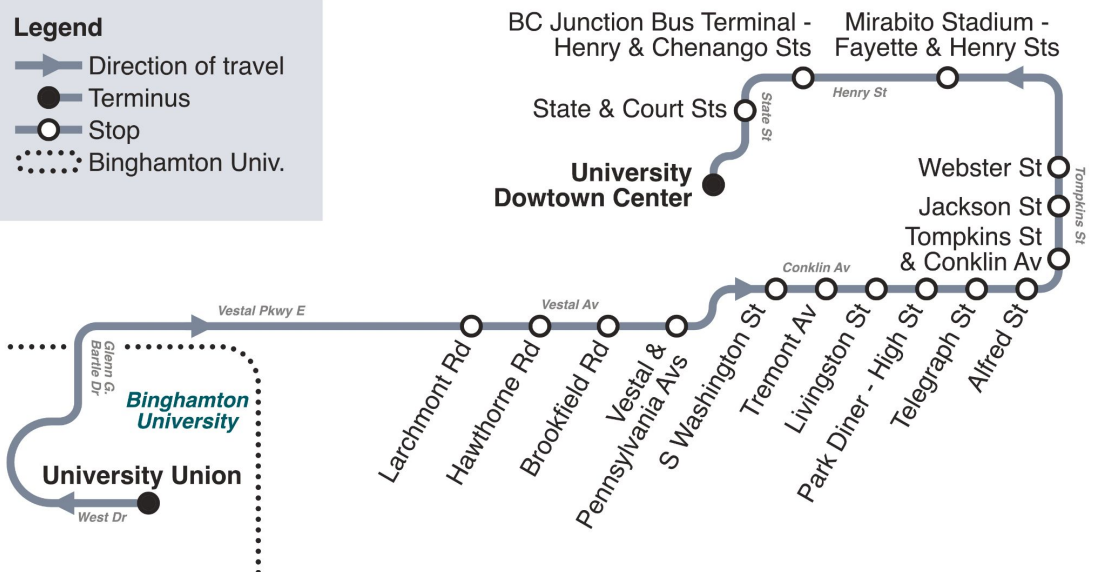 Legend
Direction of travel
Terminus
Stop
Binghamton Univ.
BC Junction Bus Terminal -
Henry & Chenango Sts
Mirabito Stadium -
Fayette & Henry Sts
Henry St
State & Court Sts
State St
University
Dowtown Center
Webster St
Jackson St
Tompkins St
& Conklin Av
Tompkins St
Conklin Av
Vestal Pkwy E
Vestal Av
Larchmont Rd
Hawthorne Rd
Brookfield Rd
Vestal &
Pennsylvania Avs
S Washington St
Tremont Av
Livingston St
Park Diner - High St
Telegraph St
Alfred St
Glenn G.
Bartle Dr
Binghamton
University
University Union
West Dr